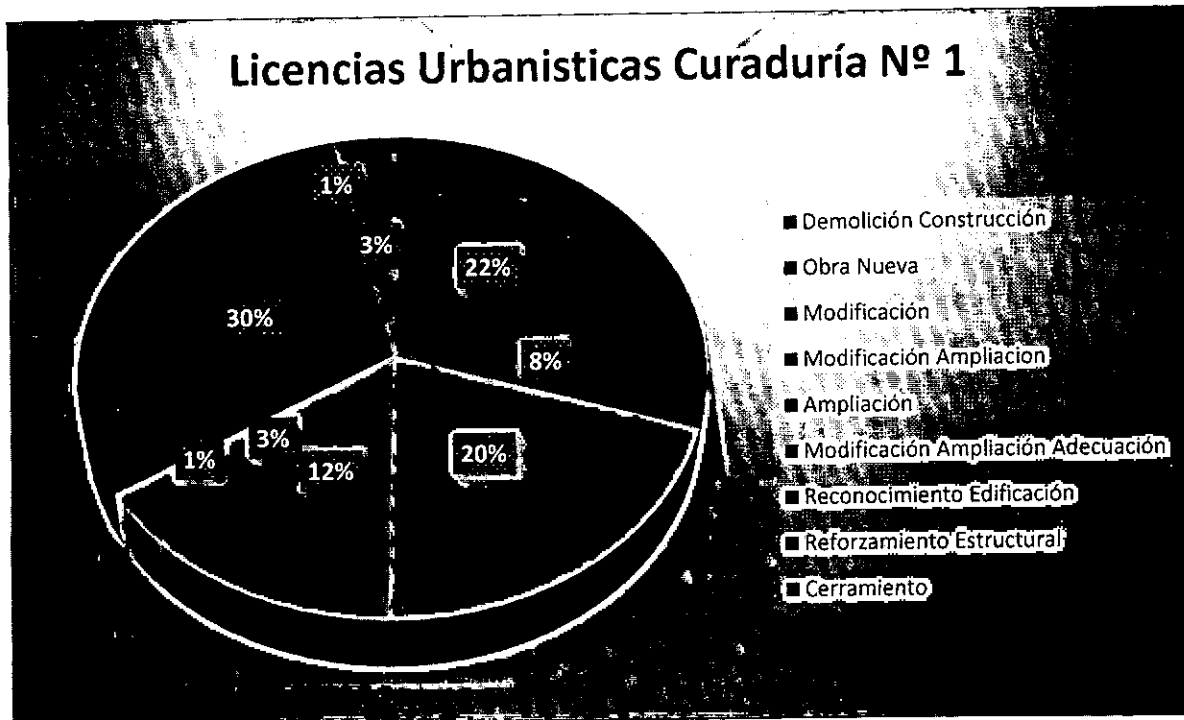 Licencias Urbanisticas Curaduría Nº 1
1%
3%
22%
30%
8%
3%
1%
12%
20%
Demolición Construcción
Obra Nueva
Modificación
Modificación Ampliacion
Ampliación
Modificación Ampliación Adecuación
Reconocimiento Edificación
Reforzamiento Estructural
Cerramiento